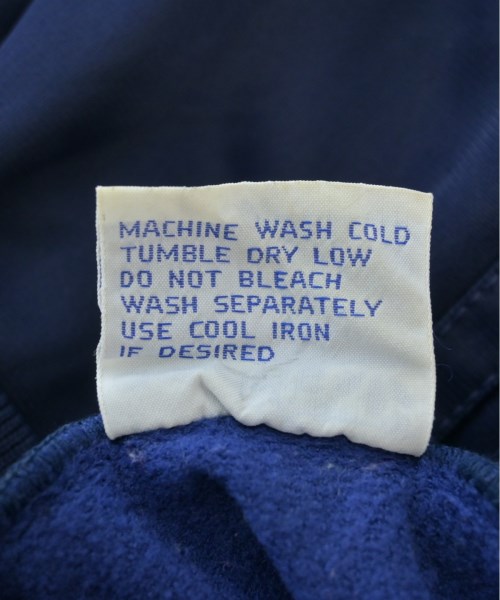 MACHINE WASH COLD
TUMBLE DRY LOW
DO NOT BLEACH
WASH SEPARATELY
USE COOL IRON
IF DESIRED